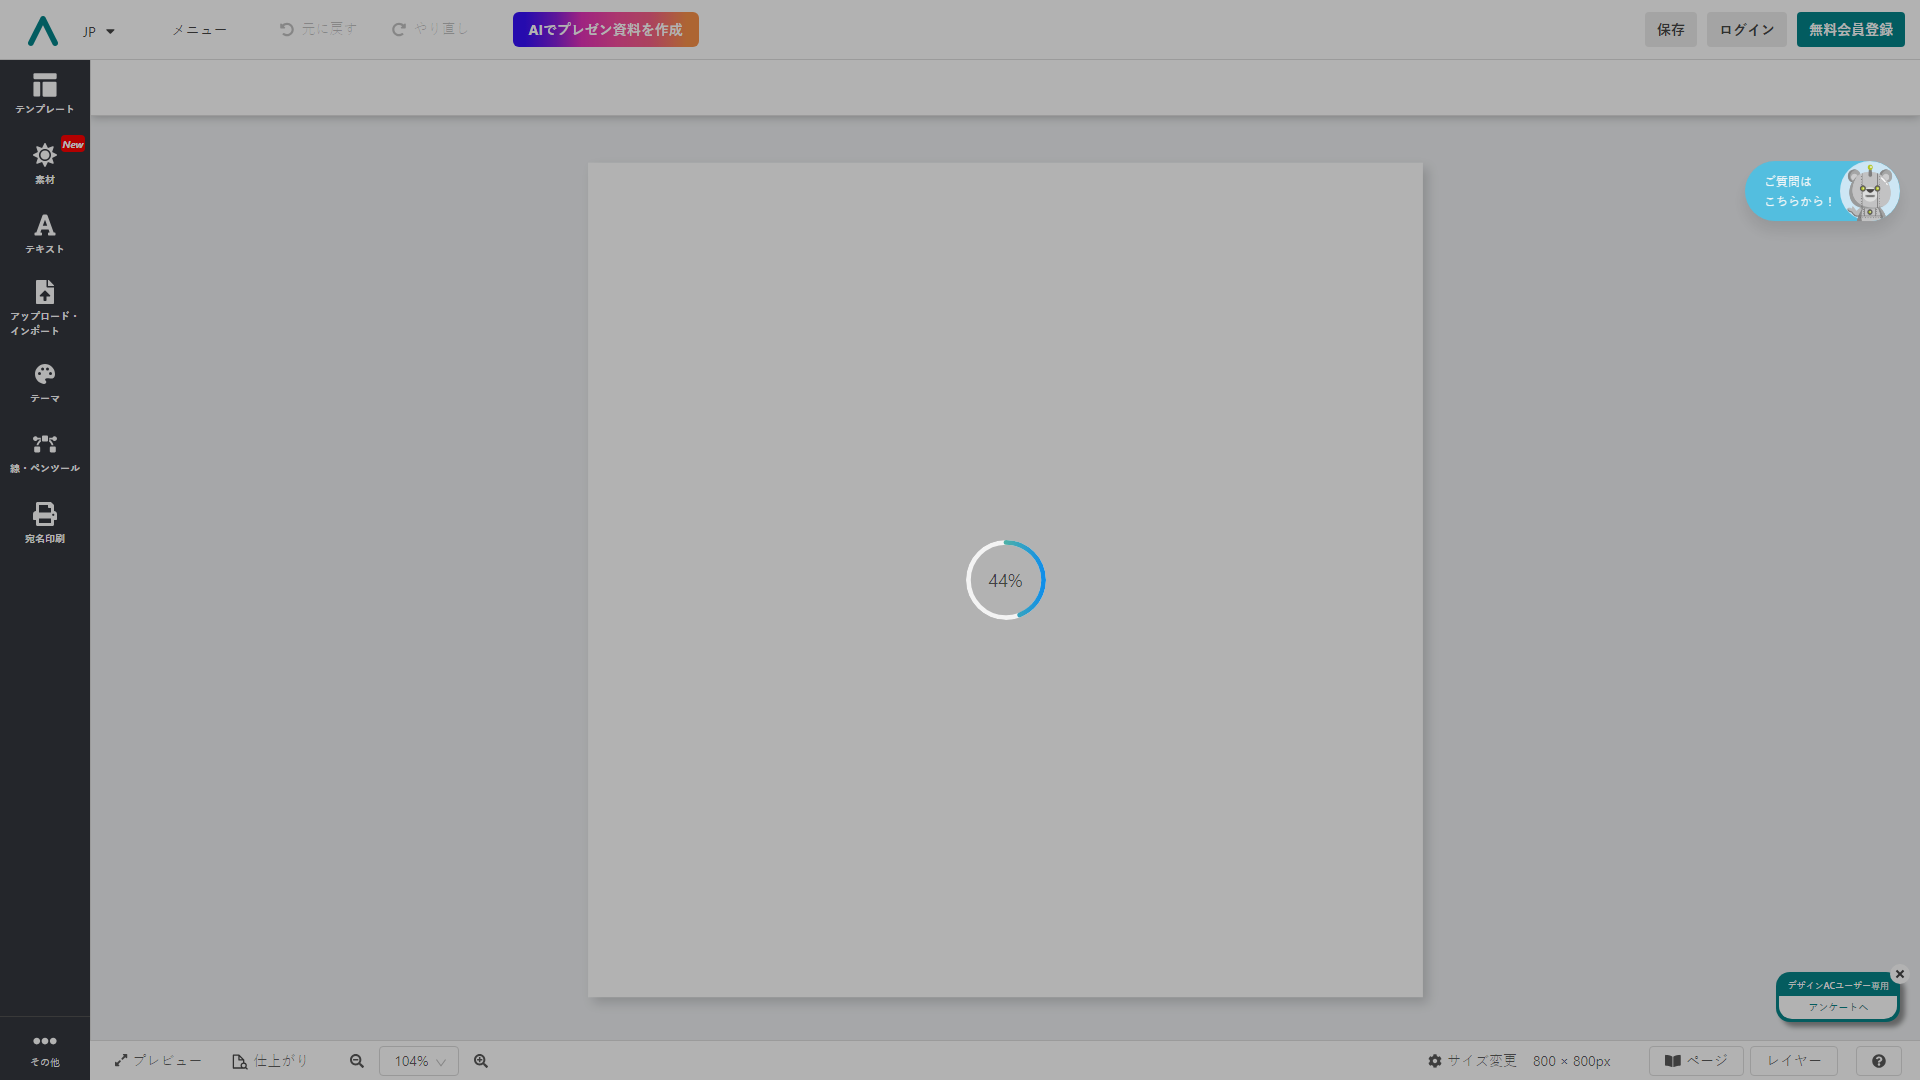 JP
メニュー
元に戻す
やり直し
AIでプレゼン資料を作成
保存
ログイン
無料会員登録
テンプレート
New
素材
テキスト
アップロード・
インポート
テーマ
線・ペンツール
宛名印刷
その他
ご質問は
こちらから！
44%
デザインACユーザー専用
アンケートへ
プレビュー
仕上がり
104%
サイズ変更
800 × 800px
ページ
レイヤー